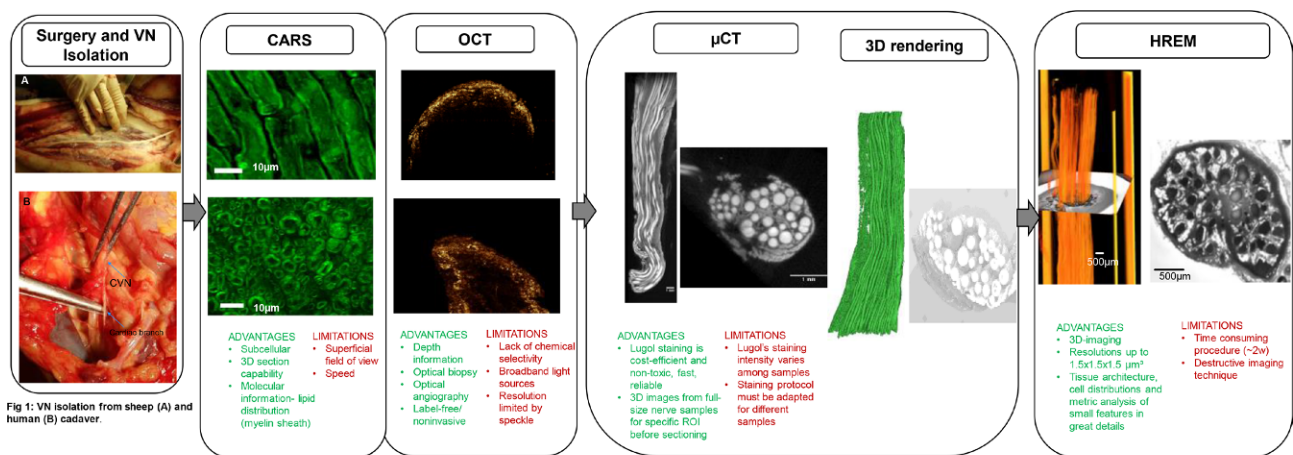 Surgery and VN
Isolation
A
B
CVN
Cardiac branch
Fig 1: VN isolation from sheep (A) and
human (B) cadaver.
CARS
10µm
10µm
ADVANTAGES
• Subcellular
• 3D section
capability
• Molecular
information- lipid
distribution
(myelin sheath)
LIMITATIONS
• Superficial
field of view
• Speed
OCT
ADVANTAGES
• Depth
information
• Optical biopsy
• Optical
angiography
• Label-free/
noninvasive
LIMITATIONS
• Lack of chemical
selectivity
• Broadband light
sources
• Resolution
limited by
speckle
µCT
3D rendering
1 mm
ADVANTAGES
• Lugol staining is
cost-efficient and
non-toxic, fast,
reliable
• 3D images from full-
size nerve samples
for specific ROI
before sectioning
LIMITATIONS
• Lugol's staining
intensity varies
among samples
• Staining protocol
must be adapted
for different
samples
HREM
500µm
500µm
ADVANTAGES
• 3D-imaging
• Resolutions up to
1.5x1.5x1.5 µm³
• Tissue architecture,
cell distributions and
metric analysis of
small features in
great details
LIMITATIONS
• Time consuming
procedure (~2w)
• Destructive imaging
technique